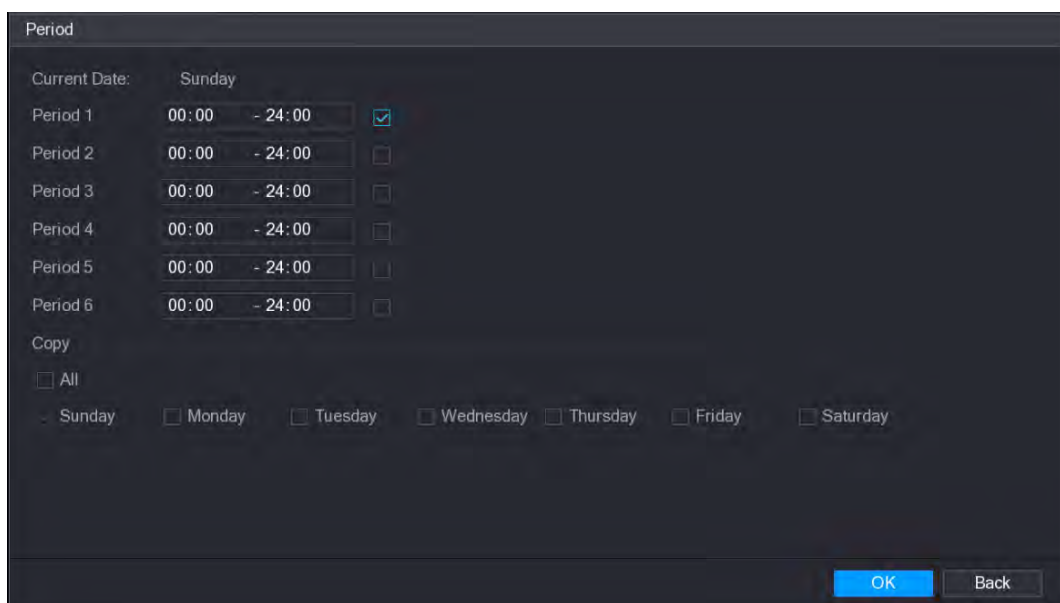 Period
Current Date: Sunday
Period 1 00:00 - 24:00
Period 2 00:00 - 24:00
Period 3 00:00 - 24:00
Period 4 00:00 - 24:00
Period 5 00:00 - 24:00
Period 6 00:00 - 24:00
Copy
All
Sunday Monday Tuesday Wednesday Thursday Friday Saturday
OK Back